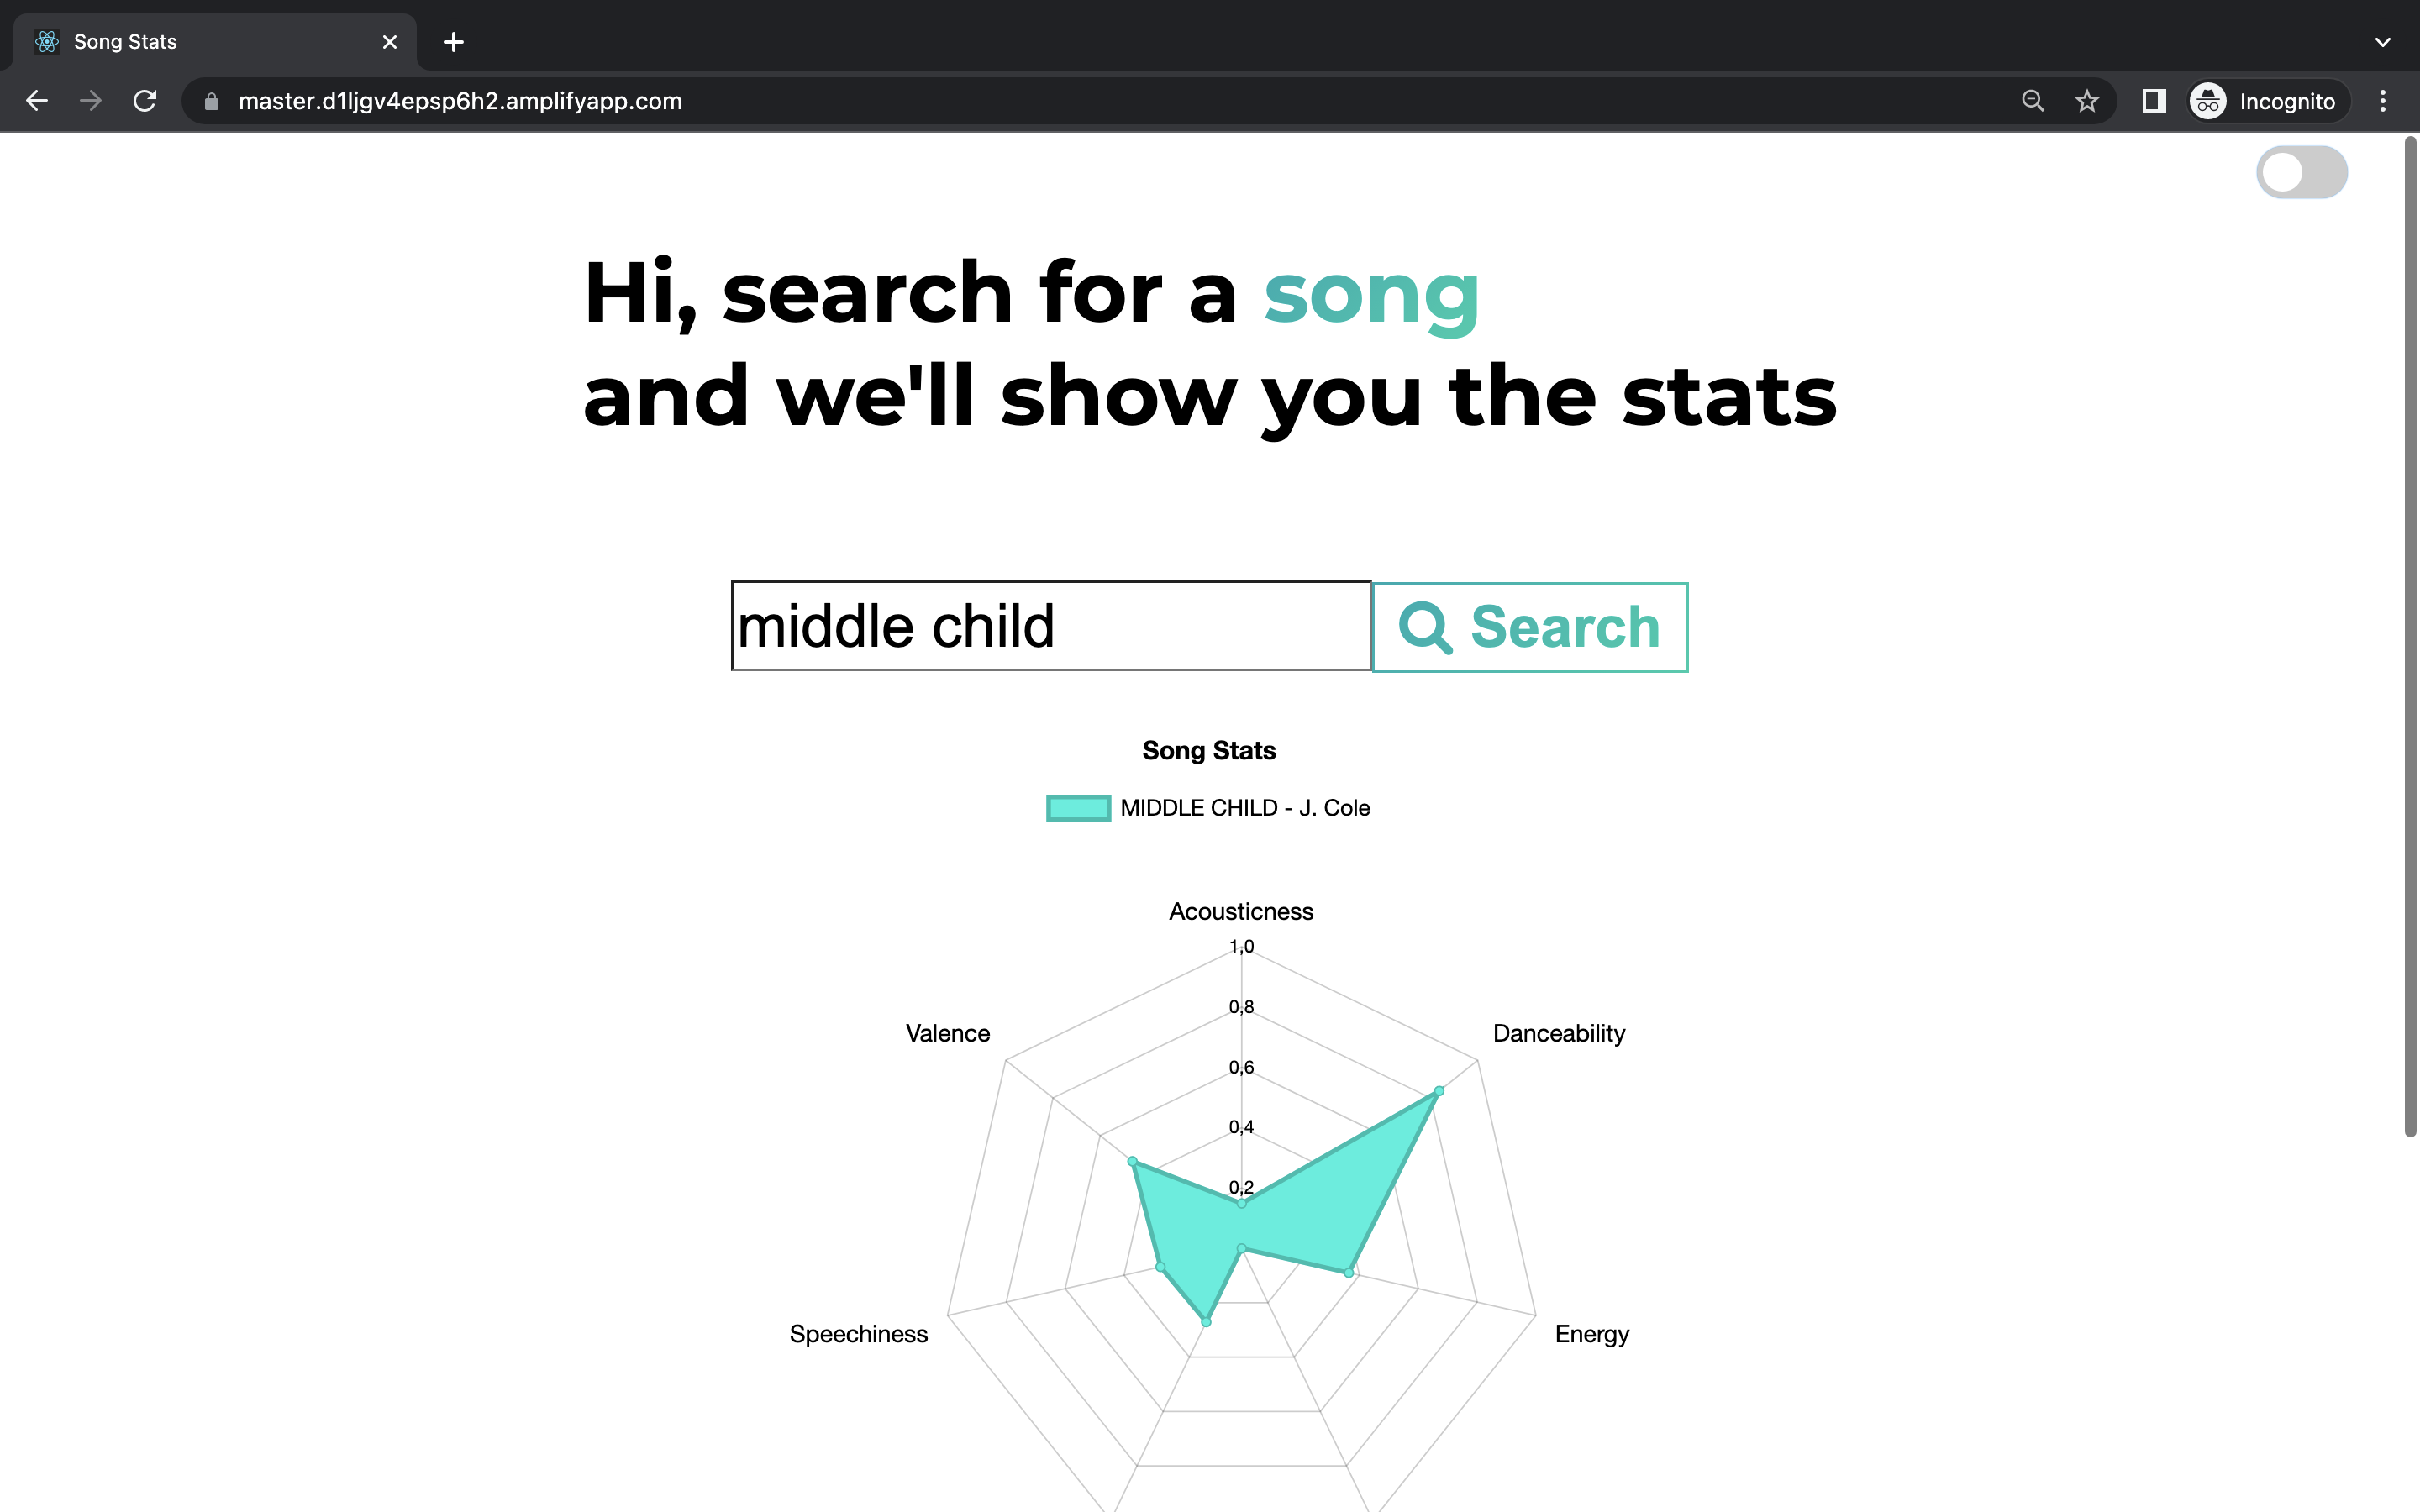 Song Stats
master.d1ljgv4epsp6h2.amplifyapp.com
Incognito
Hi, search for a song
and we'll show you the stats
middle child
Search
Song Stats
MIDDLE CHILD - J. Cole
Acousticness
1,0
0,8
Valence
Danceability
0,6
0,4
0,2
Speechiness
Energy